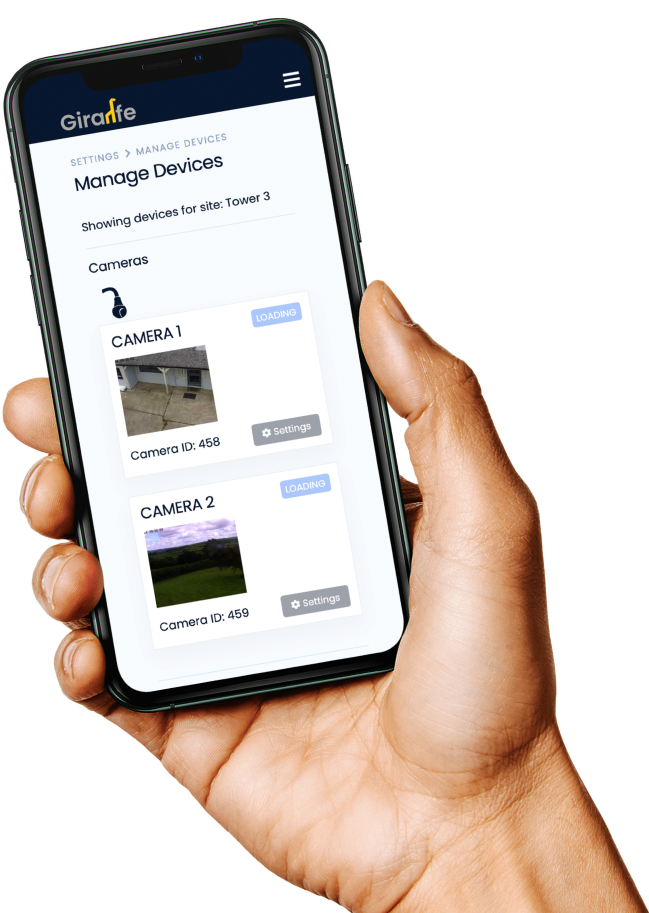 Giraffe
SETTINGS > MANAGE DEVICES
Manage Devices
Showing devices for site: Tower 3
Cameras
CAMERA 1
LOADING
Camera ID: 458
Settings
CAMERA 2
LOADING
Camera ID: 459
Settings